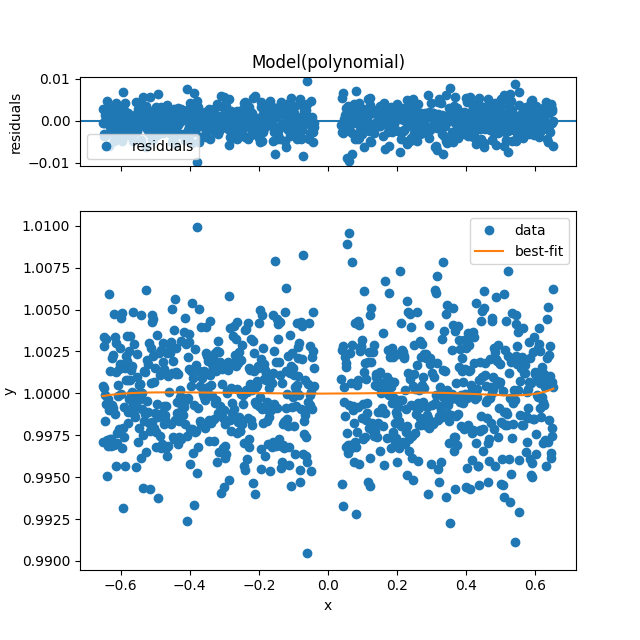 Model(polynomial)
0.01
0.00
−0.01
residuals
residuals
1.0100
1.0075
1.0050
1.0025
1.0000
0.9975
0.9950
0.9925
0.9900
y
data
best-fit
−0.6 −0.4 −0.2 0.0 0.2 0.4 0.6
x